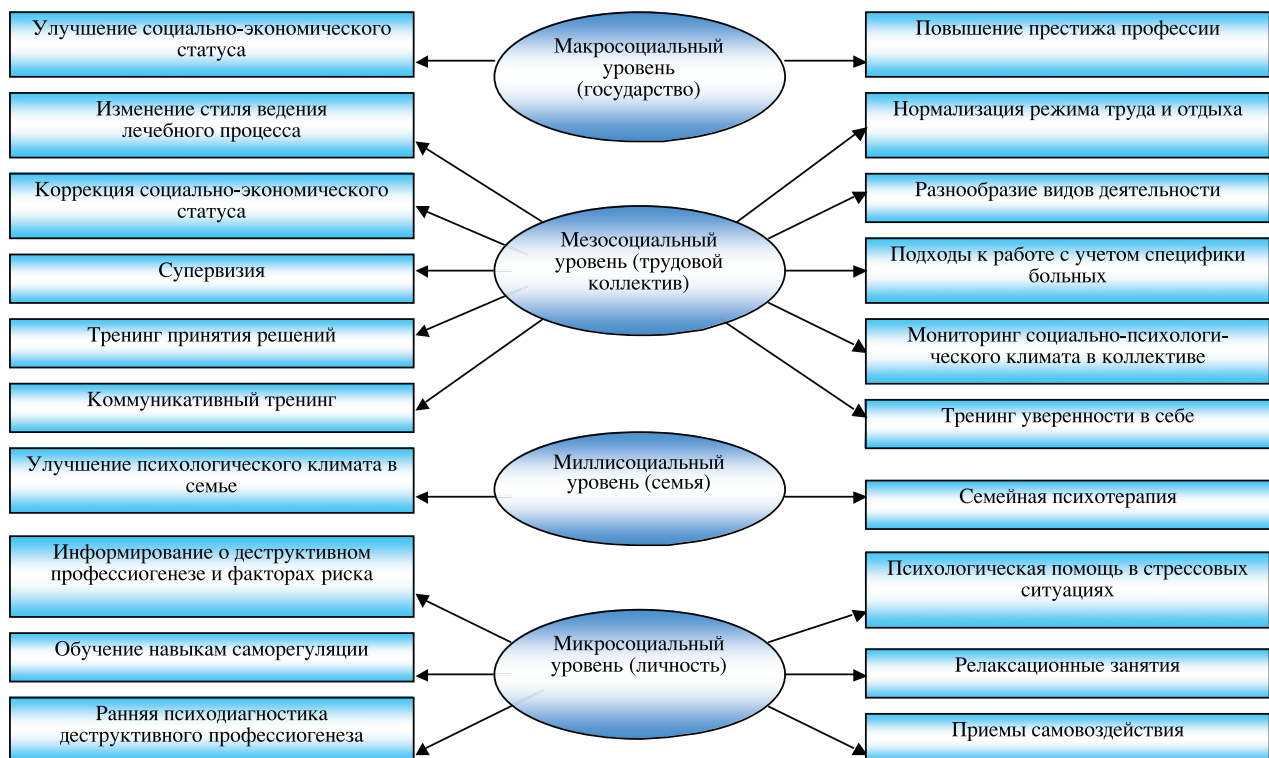 Улучшение социально-экономического
статуса
Изменение стиля ведения
лечебного процесса
Коррекция социально-экономического
статуса
Супервизия
Тренинг принятия решений
Коммуникативный тренинг
Улучшение психологического климата в
семье
Информирование о деструктивном
профессиогенезе и факторах риска
Обучение навыкам саморегуляции
Ранняя психодиагностика
деструктивного профессиогенеза
Макросоциальный
уровень
(государство)
Мезосоциальный
уровень (трудовой
коллектив)
Миллисоциальный
уровень (семья)
Микросоциальный
уровень (личность)
Повышение престижа профессии
Нормализация режима труда и отдыха
Разнообразие видов деятельности
Подходы к работе с учетом специфики
больных
Мониторинг социально-психологи-
ческого климата в коллективе
Тренинг уверенности в себе
Семейная психотерапия
Психологическая помощь в стрессовых
ситуациях
Релаксационные занятия
Приемы самовоздействия